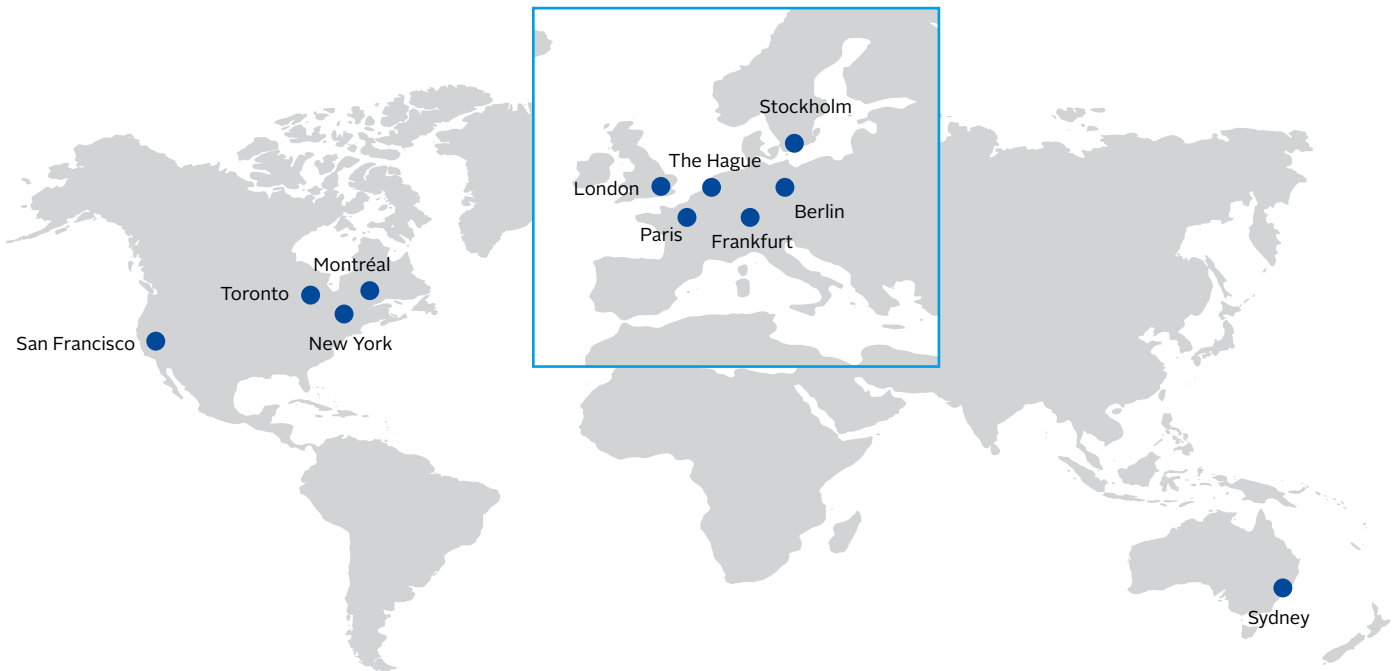 Stockholm
The Hague
London
Berlin
Paris
Frankfurt
Montréal
Toronto
San Francisco
New York
Sydney